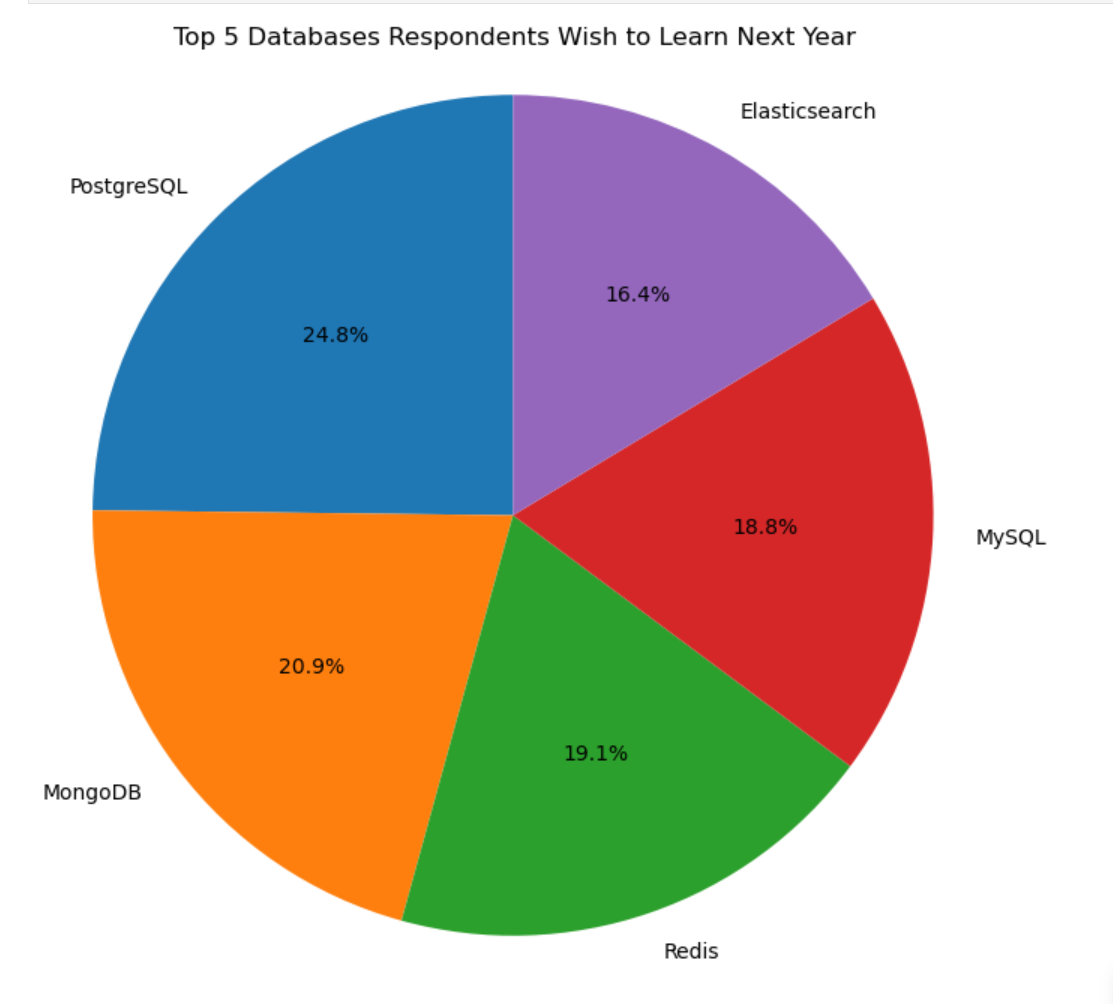 Top 5 Databases Respondents Wish to Learn Next Year
Elasticsearch
PostgreSQL
16.4%
24.8%
18.8%
MySQL
20.9%
19.1%
MongoDB
Redis